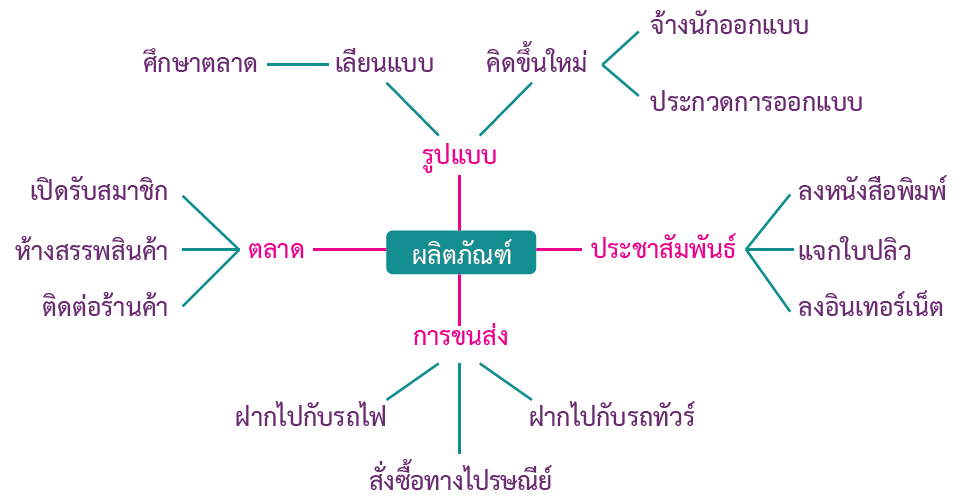 จ้างนักออกแบบ
ศึกษาตลาด
เลียนแบบ
คิดขึ้นใหม่
ประกวดการออกแบบ
รูปแบบ
เปิดรับสมาชิก
ลงหนังสือพิมพ์
ห้างสรรพสินค้า
ตลาด
ผลิตภัณฑ์
ประชาสัมพันธ์
แจกใบปลิว
ติดต่อร้านค้า
ลงอินเทอร์เน็ต
การขนส่ง
ฝากไปกับรถไฟ
ฝากไปกับรถทัวร์
สั่งซื้อทางไปรษณีย์